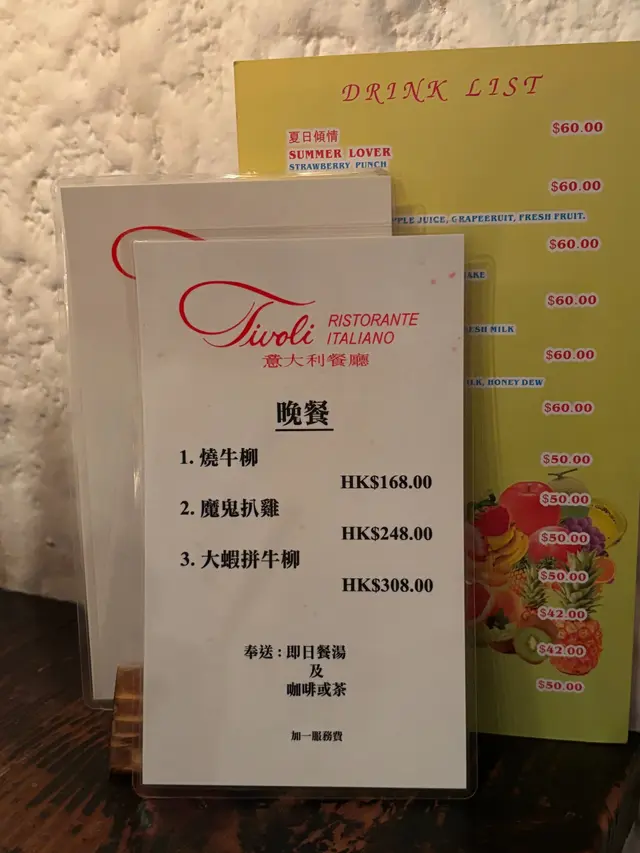 DRINK LIST
夏日傾情
$60.00
SUMMER LOVER
STRAWBERRY, PUNCH
$60.00
JUICE, GRAPEFRUIT, FRESH FRUIT.
$60.00
$60.00
MILK
$60.00
HONEY DEW
$60.00
$50.00
$50.00
$50.00
$50.00
$42.00
$42.00
$50.00
Tivoli RISTORANTE
ITALIANO
意大利餐廳
晚餐
1. 燒牛柳
HK$168.00
2. 魔鬼扒雞
HK$248.00
3. 大蝦拼牛柳
HK$308.00
奉送：即日餐湯
及
咖啡或茶
加一服務費